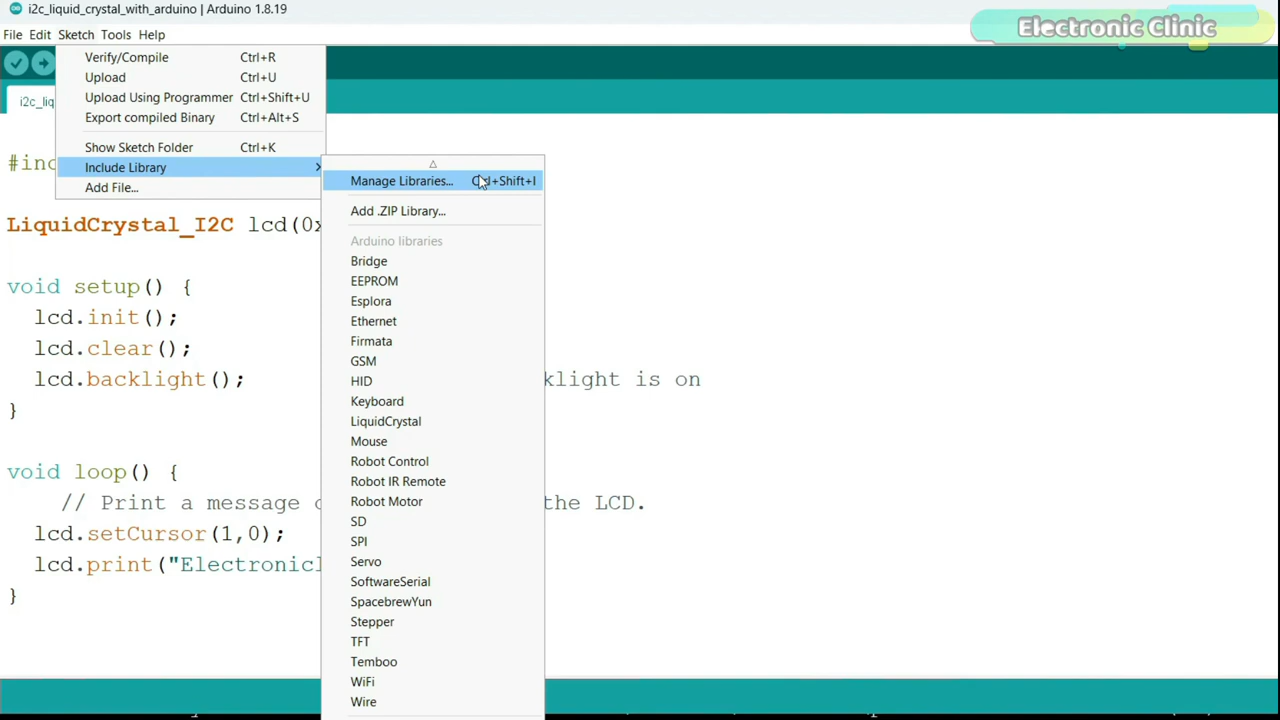 i2c_liquid_crystal_with_arduino | Arduino 1.8.19
Electronic Clinic
File Edit Sketch Tools Help
Verify/Compile Ctrl+R
Upload Ctrl+U
Upload Using Programmer Ctrl+Shift+U
Export compiled Binary Ctrl+Alt+S
Show Sketch Folder Ctrl+K
Include Library
Add File...
i2c_liq
#inc
LiquidCrystal_I2C lcd(0x
void setup() {
lcd.init();
lcd.clear();
lcd.backlight(); klight is on
}
void loop() {
// Print a message the LCD.
lcd.setCursor(1,0);
lcd.print("Electronic
}
Manage Libraries... Ctrl+Shift+I
Add .ZIP Library...
Arduino libraries
Bridge
EEPROM
Esplora
Ethernet
Firmata
GSM
HID
Keyboard
LiquidCrystal
Mouse
Robot Control
Robot IR Remote
Robot Motor
SD
SPI
Servo
SoftwareSerial
SpacebrewYun
Stepper
TFT
Temboo
WiFi
Wire